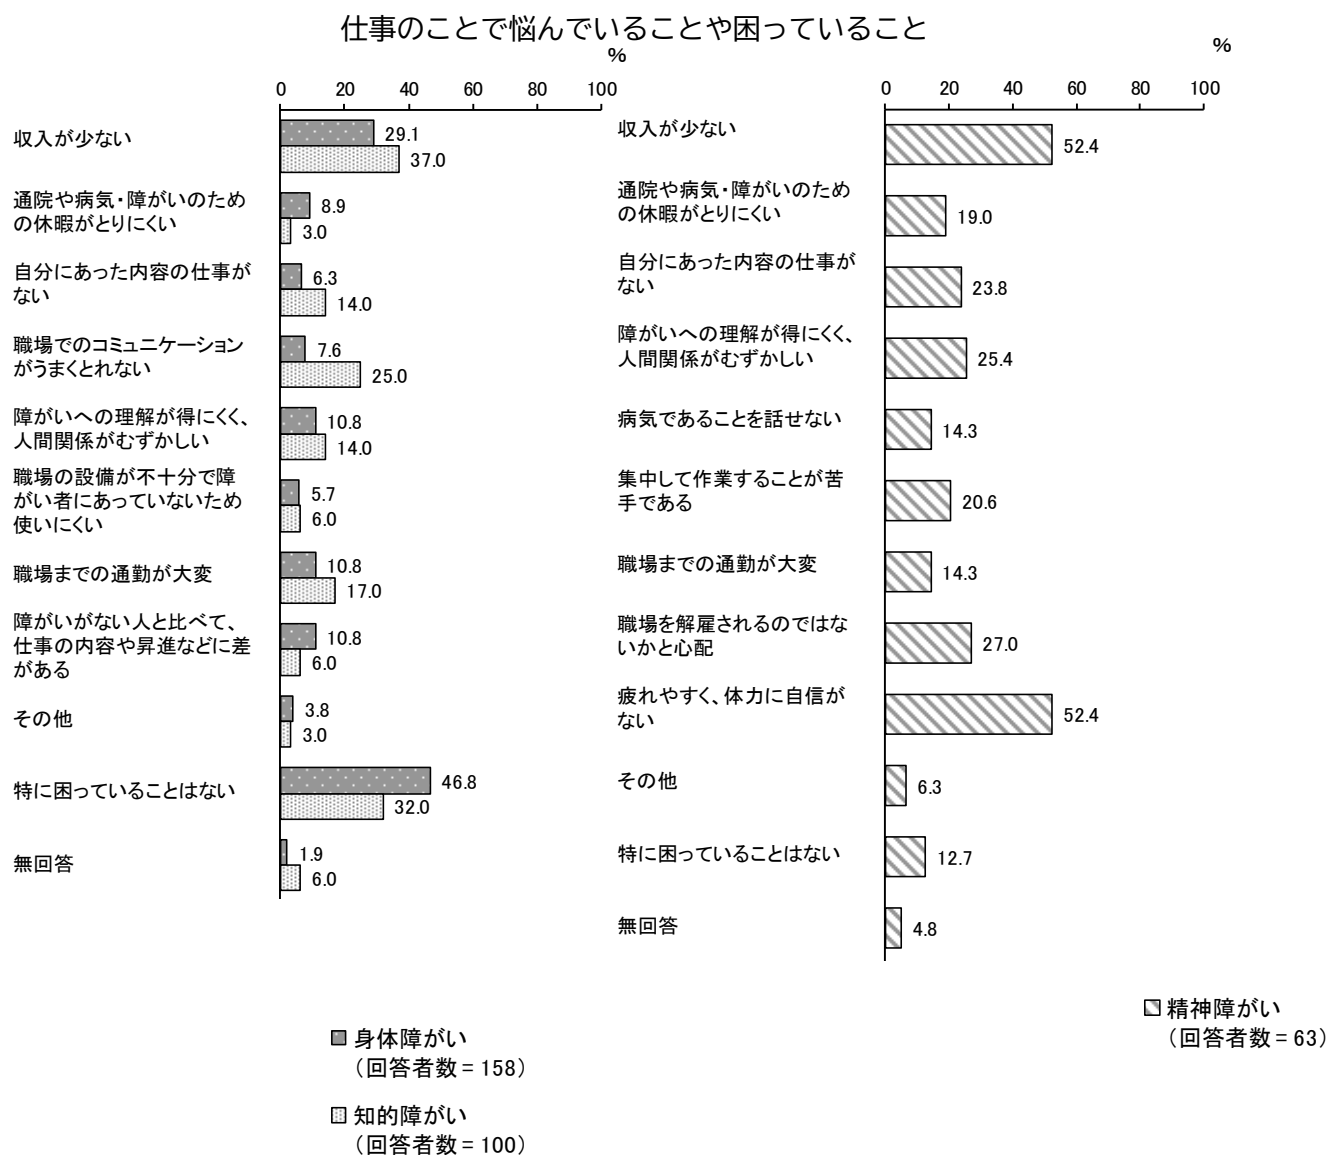 仕事のことで悩んでいることや困っていること
%
0 20 40 60 80 100
収入が少ない
29.1
37.0
通院や病気・障がいのため
の休暇がとりにくい
8.9
3.0
自分にあった内容の仕事が
ない
6.3
14.0
職場でのコミュニケーション
がうまくとれない
7.6
25.0
障がいへの理解が得にくく、
人間関係がむずかしい
10.8
14.0
職場の設備が不十分で障
がい者にあっていないため
使いにくい
5.7
6.0
職場までの通勤が大変
10.8
17.0
障がいがない人と比べて、
仕事の内容や昇進などに差
がある
10.8
6.0
その他
3.8
3.0
特に困っていることはない
46.8
32.0
無回答
1.9
6.0
身体障がい
（回答者数 = 158）
知的障がい
（回答者数 = 100）
%
0 20 40 60 80 100
収入が少ない
52.4
通院や病気・障がいのため
の休暇がとりにくい
19.0
自分にあった内容の仕事が
ない
23.8
障がいへの理解が得にくく、
人間関係がむずかしい
25.4
病気であることを話せない
14.3
集中して作業することが苦
手である
20.6
職場までの通勤が大変
14.3
職場を解雇されるのではな
いかと心配
27.0
疲れやすく、体力に自信が
ない
52.4
その他
6.3
特に困っていることはない
12.7
無回答
4.8
精神障がい
（回答者数 = 63）